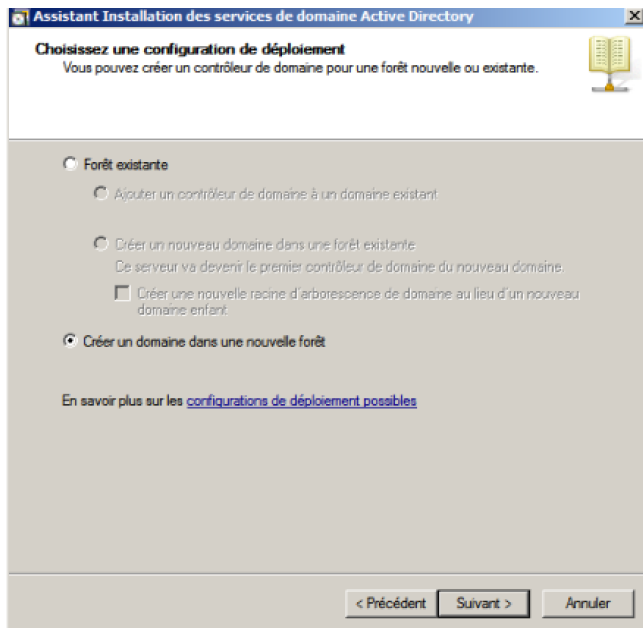 Assistant Installation des services de domaine Active Directory
Choisissez une configuration de déploiement
Vous pouvez créer un contrôleur de domaine pour une forêt nouvelle ou existante.
Forêt existante
Ajouter un contrôleur de domaine à un domaine existant
Créer un nouveau domaine dans une forêt existante
Ce serveur va devenir le premier contrôleur de domaine du nouveau domaine.
Créer une nouvelle racine d'arborescence de domaine au lieu d'un nouveau
domaine enfant
Créer un domaine dans une nouvelle forêt
En savoir plus sur les configurations de déploiement possibles
< Précédent Suivant > Annuler